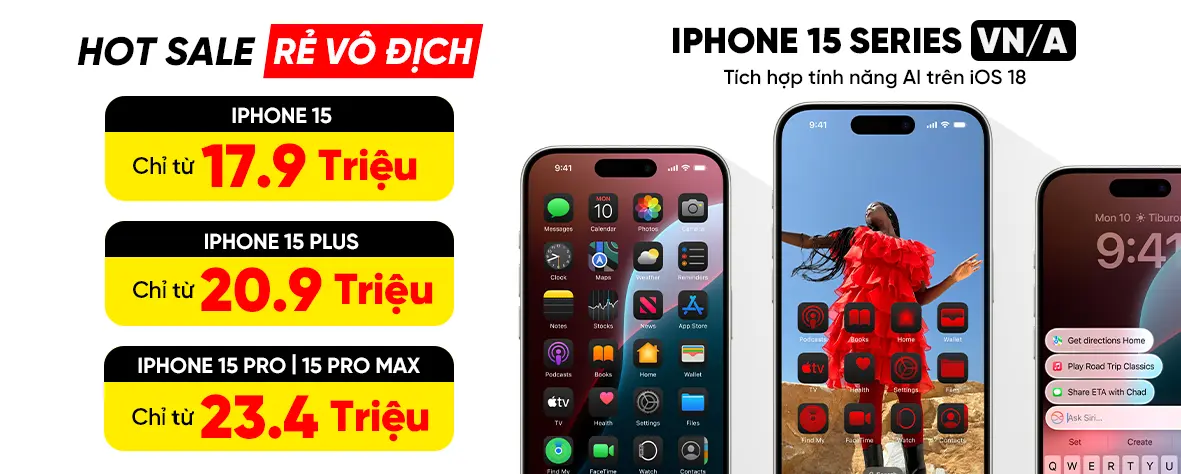 HOT SALE RẺ VÔ ĐỊCH
IPHONE 15
Chỉ từ 17.9 Triệu
IPHONE 15 PLUS
Chỉ từ 20.9 Triệu
IPHONE 15 PRO | 15 PRO MAX
Chỉ từ 23.4 Triệu
IPHONE 15 SERIES VN/A
Tích hợp tính năng AI trên iOS 18
9:41
MON
10
Messages Calendar Photos Camera
Clock Maps Weather Reminders
Notes Stocks News App Store
Podcasts Books Home Wallet
tv
TV Health Settings Files
Find My FaceTime Watch Contacts
9:41
Podcasts Books Home Wallet
tv
TV Health Settings Files
Find My FaceTime Watch Contacts
Search
Mon 10 Tiburo
9:41
Get directions Home
Play Road Trip Classics
Share ETA with Chad
Ask Siri...
Set Create
Q W E R T Y U